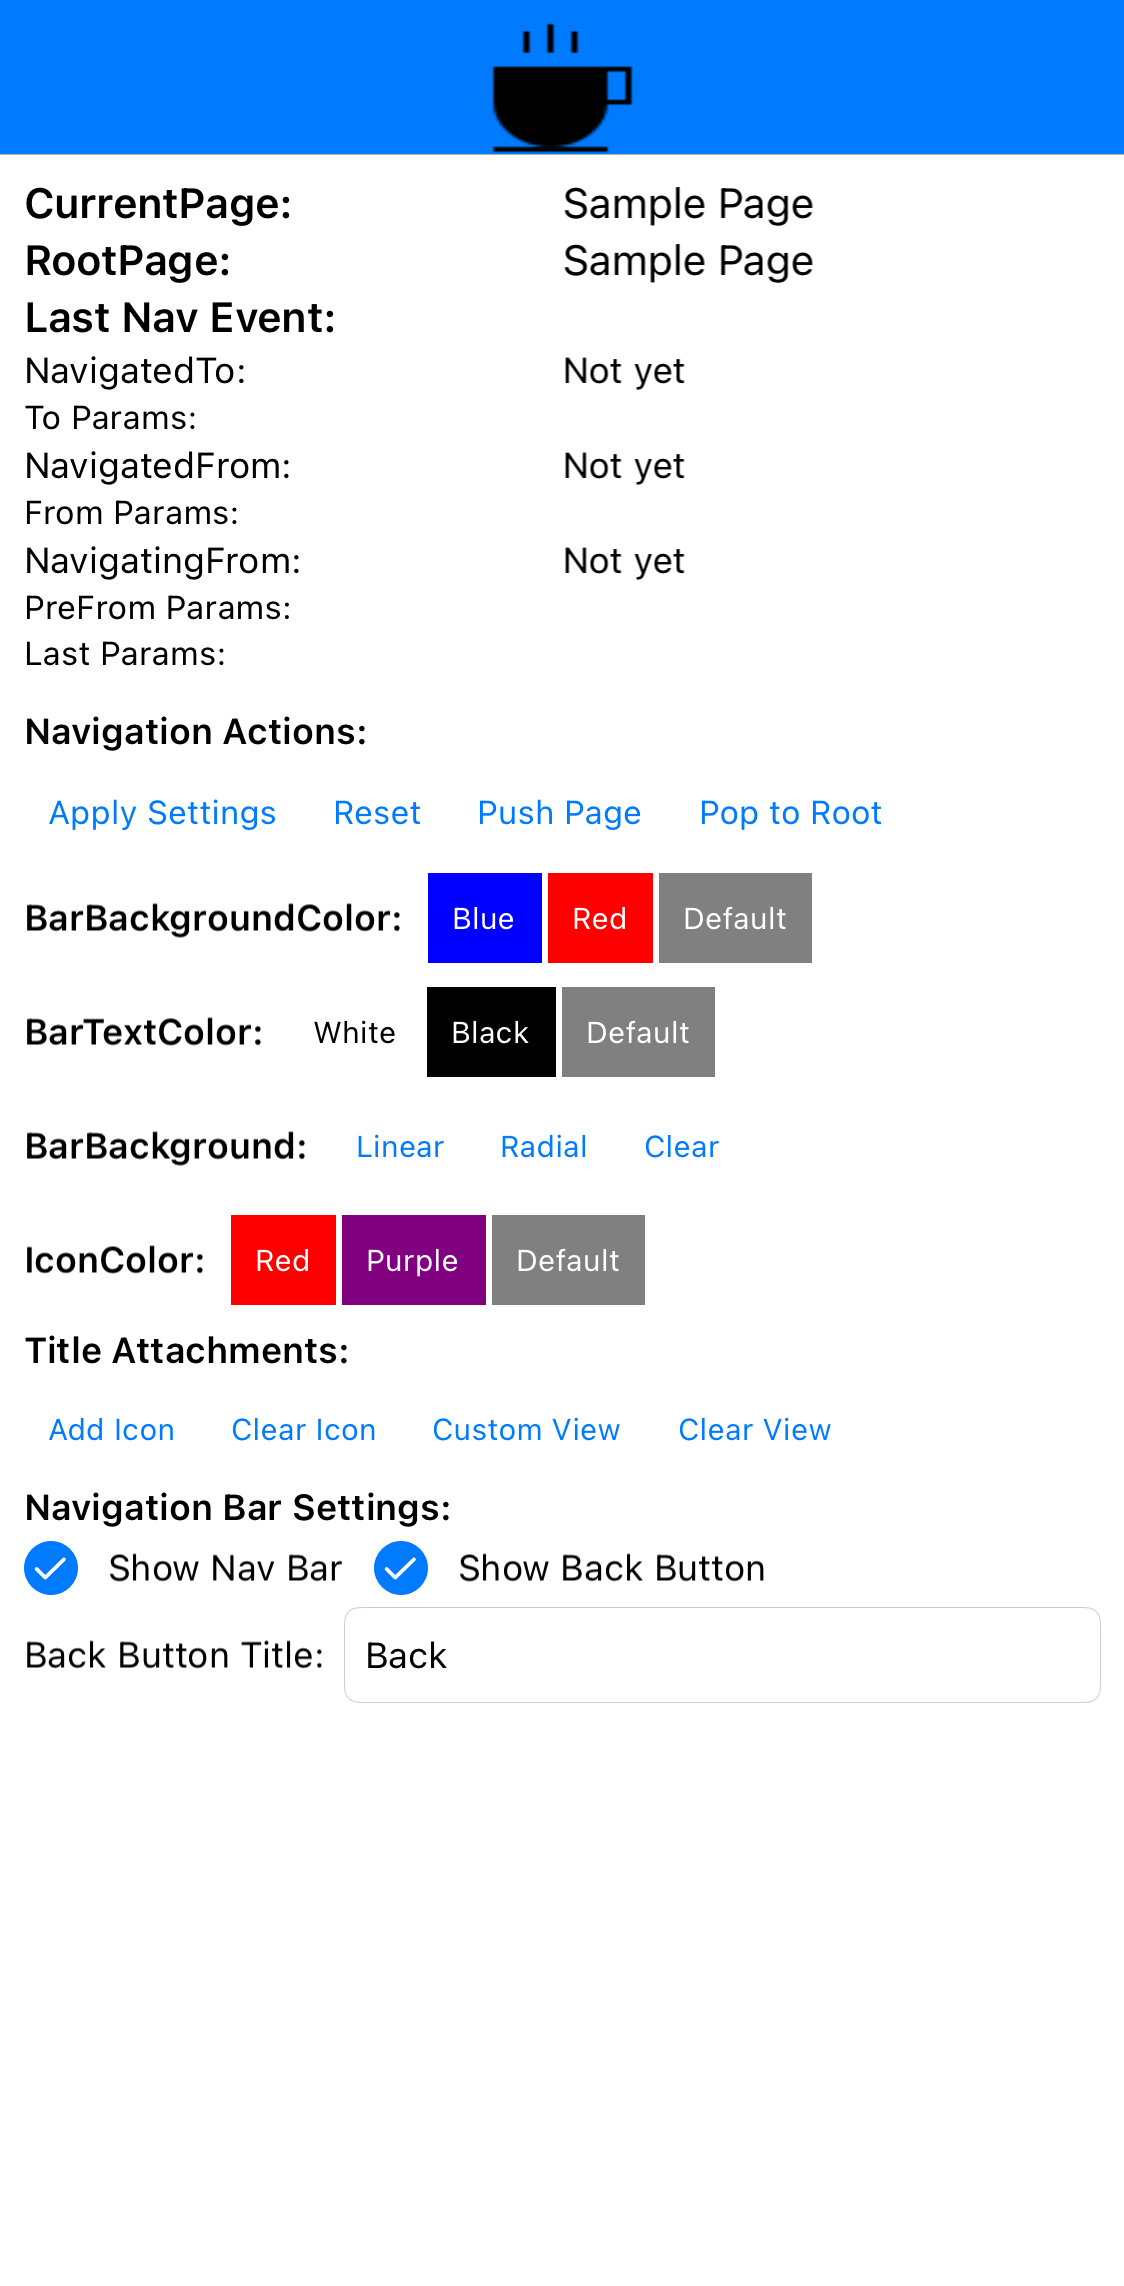 CurrentPage: Sample Page
RootPage: Sample Page
Last Nav Event:
NavigatedTo: Not yet
To Params:
NavigatedFrom: Not yet
From Params:
NavigatingFrom: Not yet
PreFrom Params:
Last Params:
Navigation Actions:
Apply Settings Reset Push Page Pop to Root
BarBackgroundColor: Blue Red Default
BarTextColor: White Black Default
BarBackground: Linear Radial Clear
IconColor: Red Purple Default
Title Attachments:
Add Icon Clear Icon Custom View Clear View
Navigation Bar Settings:
Show Nav Bar Show Back Button
Back Button Title: Back